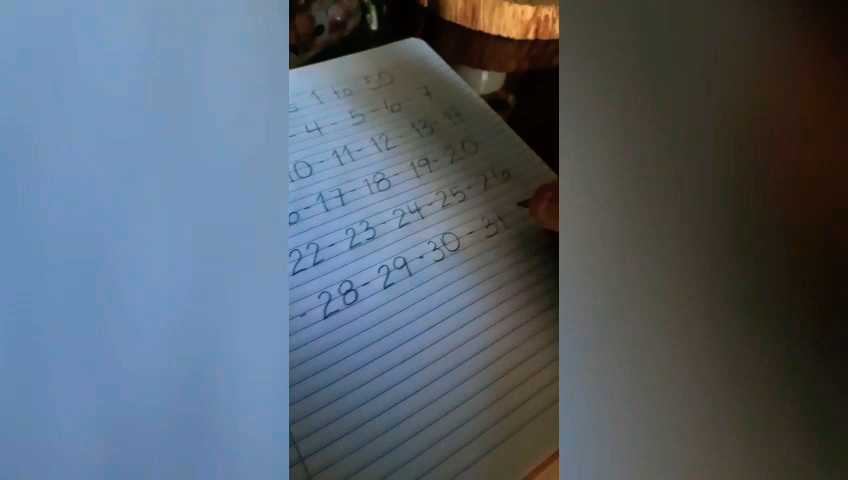 1 to 50
- 4 - 5 - 6 - 7
10 - 11 - 12 - 13 - 14
- 17 - 18 - 19 - 20
22 - 23 - 24 - 25 - 26
- 28 - 29 - 30 - 31